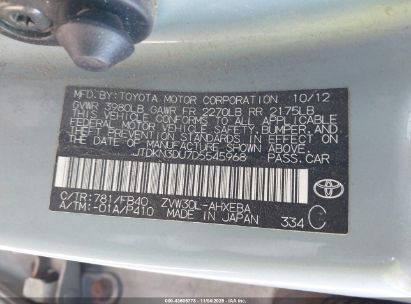 MFD. BY: TOYOTA MOTOR CORPORATION 10/12
GVWR 3980LB GAWR FR 2270LB RR 2175LB
THIS VEHICLE CONFORMS TO ALL APPLICABLE
FEDERAL MOTOR VEHICLE SAFETY, BUMPER, AND
THEFT PREVENTION STANDARDS IN EFFECT ON
THE DATE OF MANUFACTURE SHOWN ABOVE.
JTDKN3DU7D5545968 PASS.CAR
C/TR: 781/FB40 ZVW30L-AHXEBA
A/TM: -01A/P410 MADE IN JAPAN 334 C
TOYOTA